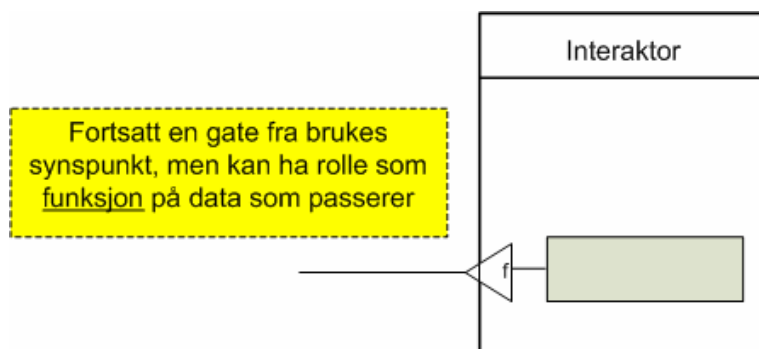 Interaktor
Fortsatt en gate fra brukes
synspunkt, men kan ha rolle som
funksjon på data som passerer
f